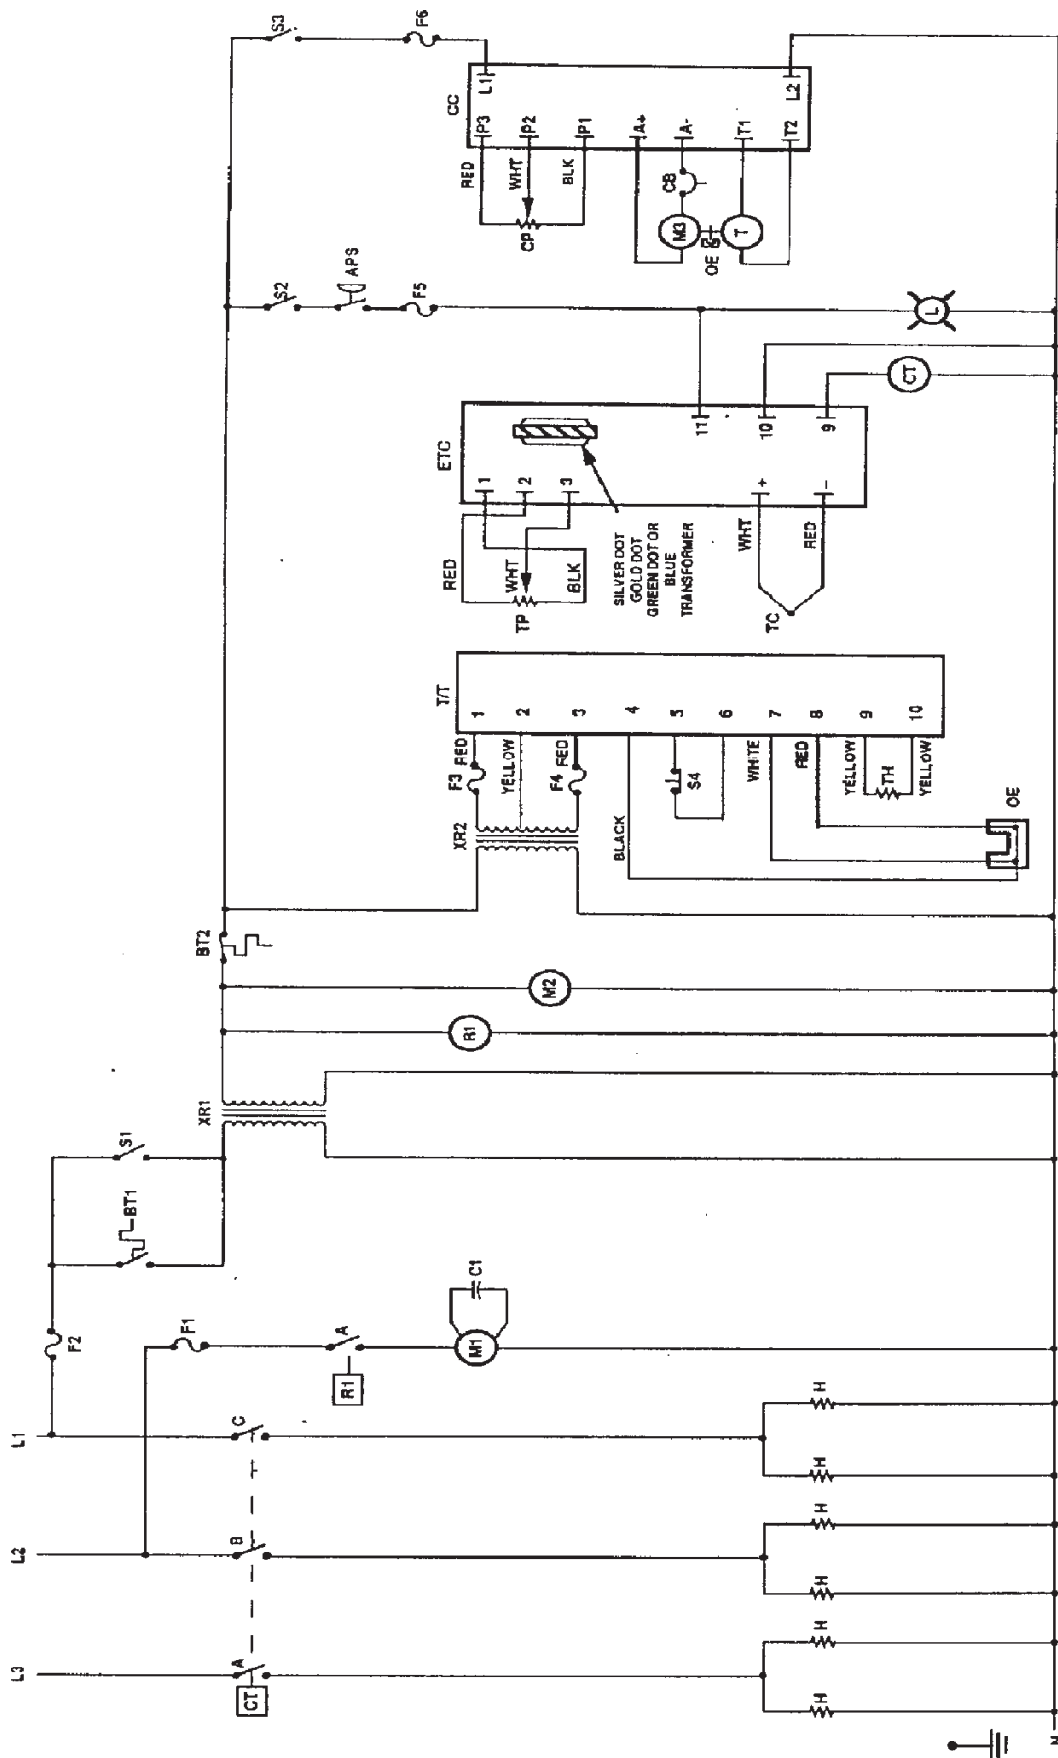 L3
L2
L1
CT
A
B
C
F2
F1
R1
A
M1
C1
BT1
S1
XR1
R1
M2
BT2
H
H
H
H
H
H
N
XR2
F3
RED
YELLOW
F4
RED
BLACK
S4
WHITE
RED
YELLOW
TH
YELLOW
OE
T/T
1
2
3
4
5
6
7
8
9
10
ETC
1
2
3
RED
WHT
TP
BLK
SILVER DOT
GOLD DOT
GREEN DOT OR
BLUE
TRANSFORMER
WHT
RED
TC
+
-
11
10
9
CT
L
S2
APS
F5
S3
F6
CC
L1
L2
P3
P2
P1
A+
A-
T1
T2
RED
WHT
BLK
CP
CB
M3
OE
T